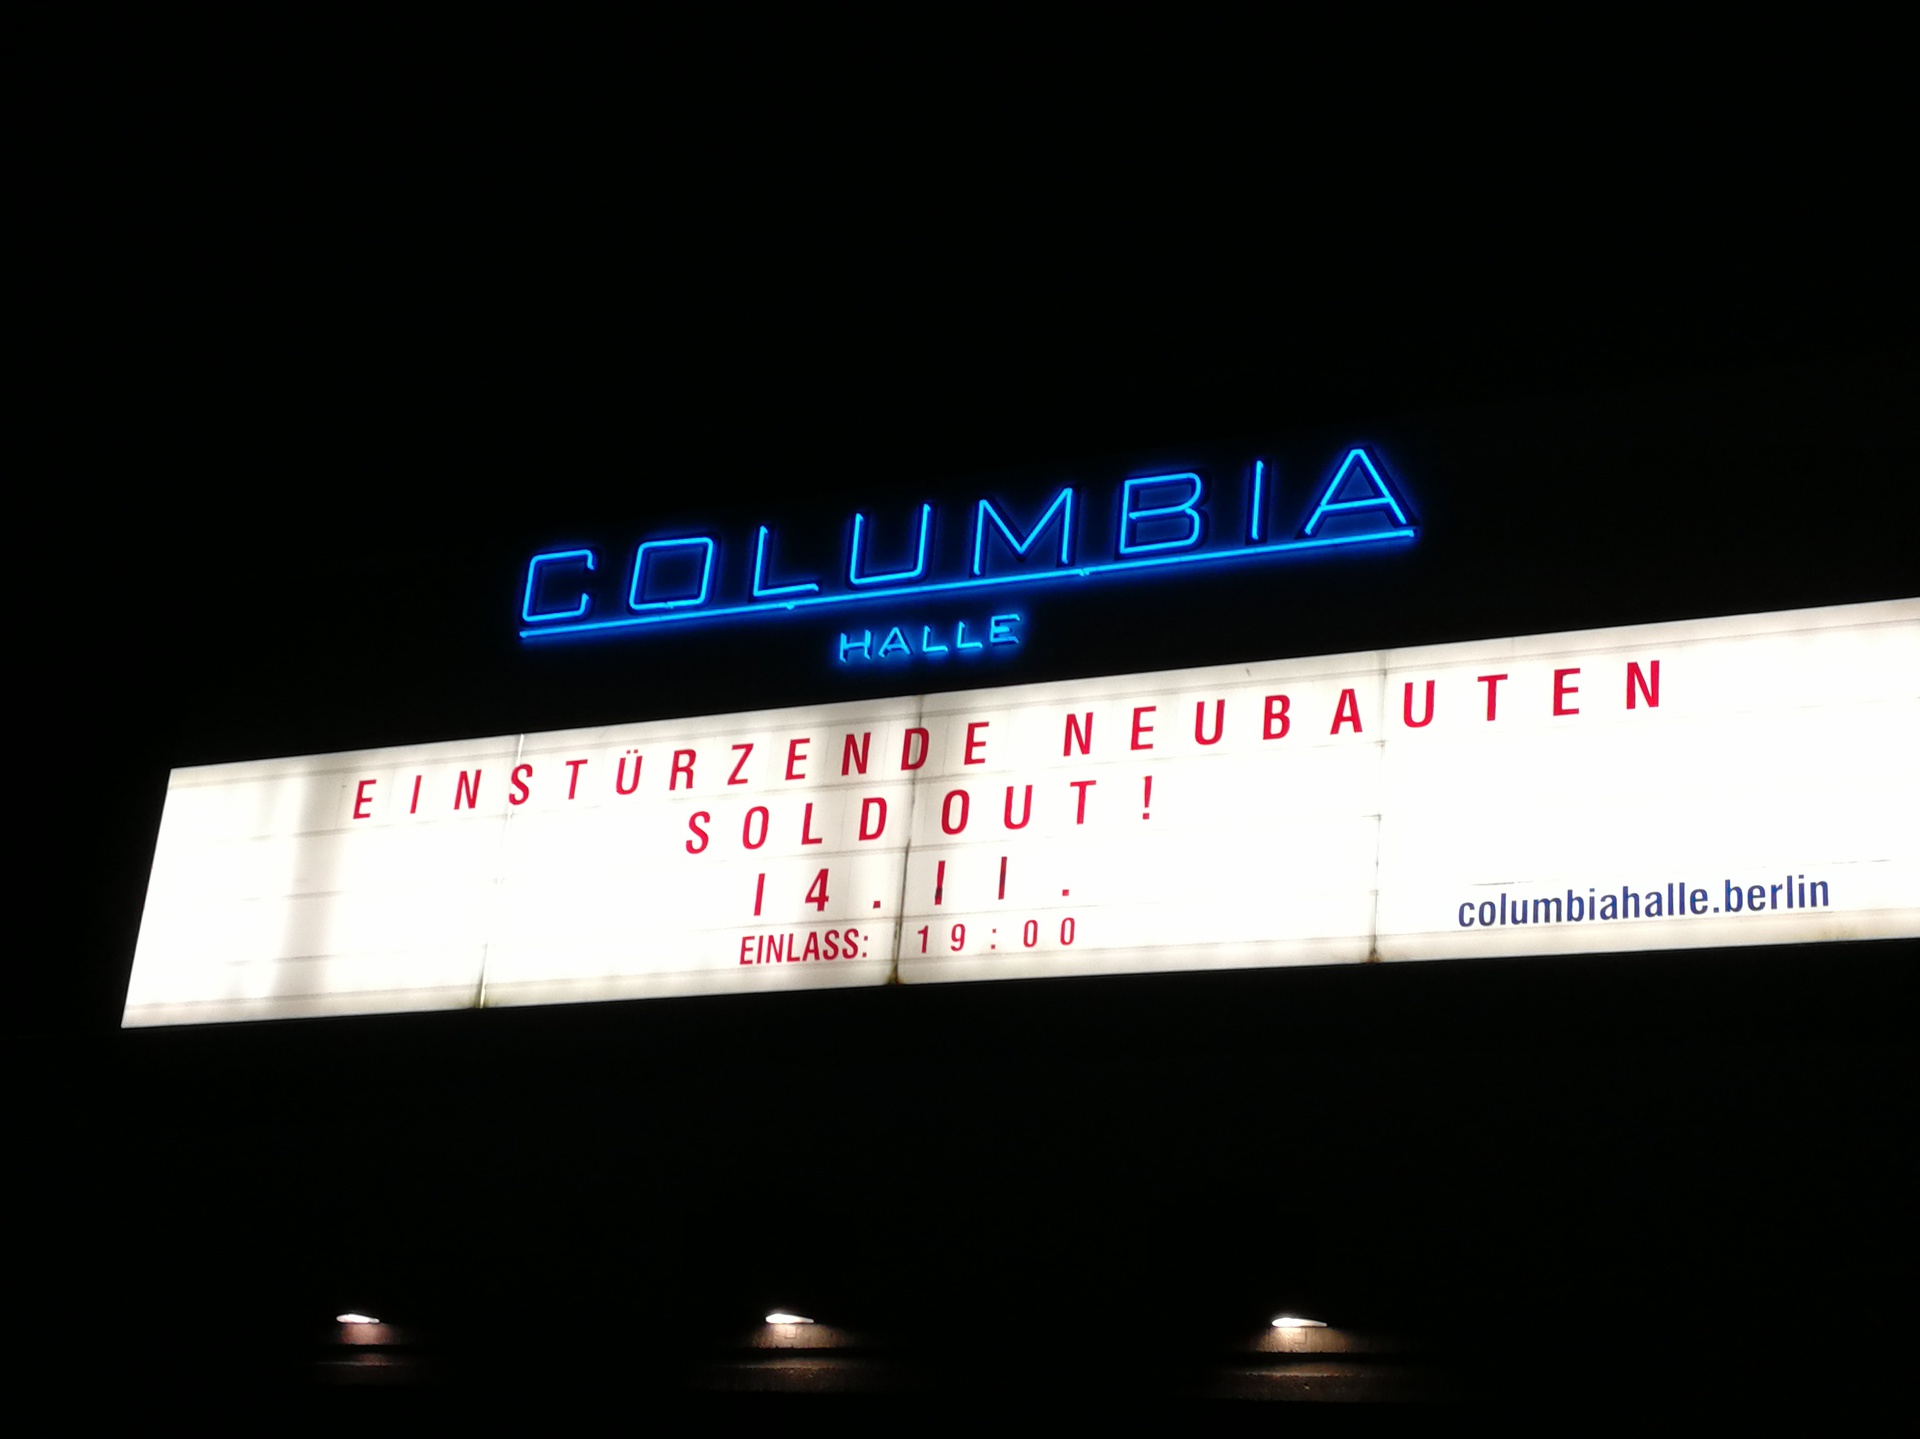 COLUMBIA
HALLE
EINSTÜRZENDE NEUBAUTEN
SOLD OUT!
14.11.
EINLASS: 19:00
columbiahalle.berlin